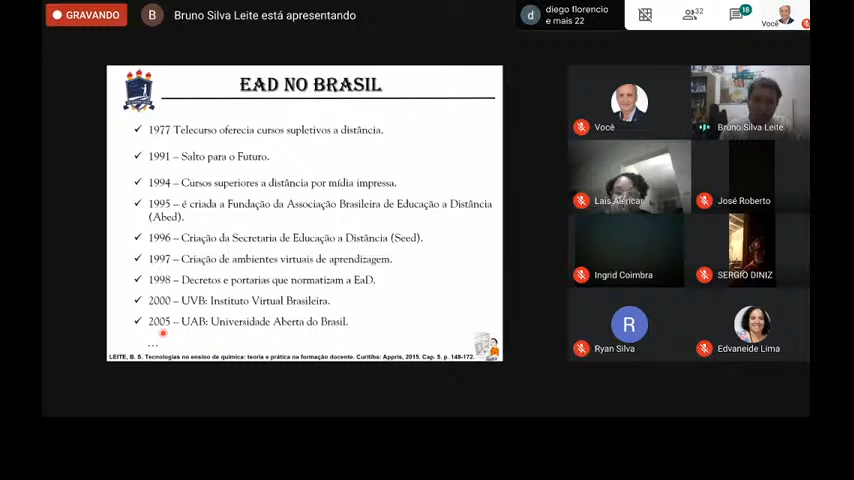 GRAVANDO
B
Bruno Silva Leite está apresentando
d
diego florencio
e mais 22
32
18
Você
EAD NO BRASIL
✓ 1977 Telecurso oferecia cursos supletivos a distância.
✓ 1991 – Salto para o Futuro.
✓ 1994 – Cursos superiores a distância por mídia impressa.
✓ 1995 – é criada a Fundação da Associação Brasileira de Educação a Distância
(Abed).
✓ 1996 – Criação da Secretaria de Educação a Distância (Seed).
✓ 1997 – Criação de ambientes virtuais de aprendizagem.
✓ 1998 – Decretos e portarias que normatizam a EaD.
✓ 2000 – UVB: Instituto Virtual Brasileira.
✓ 2005 – UAB: Universidade Aberta do Brasil.
...
LEITE, B. S. Tecnologias no ensino de química: teoria e prática na formação docente. Curitiba: Appris, 2015. Cap. 5. p. 149-172.
Você
Bruno Silva Leite
Lais Alencar
José Roberto
Ingrid Coimbra
SERGIO DINIZ
R
Ryan Silva
Edvaneide Lima